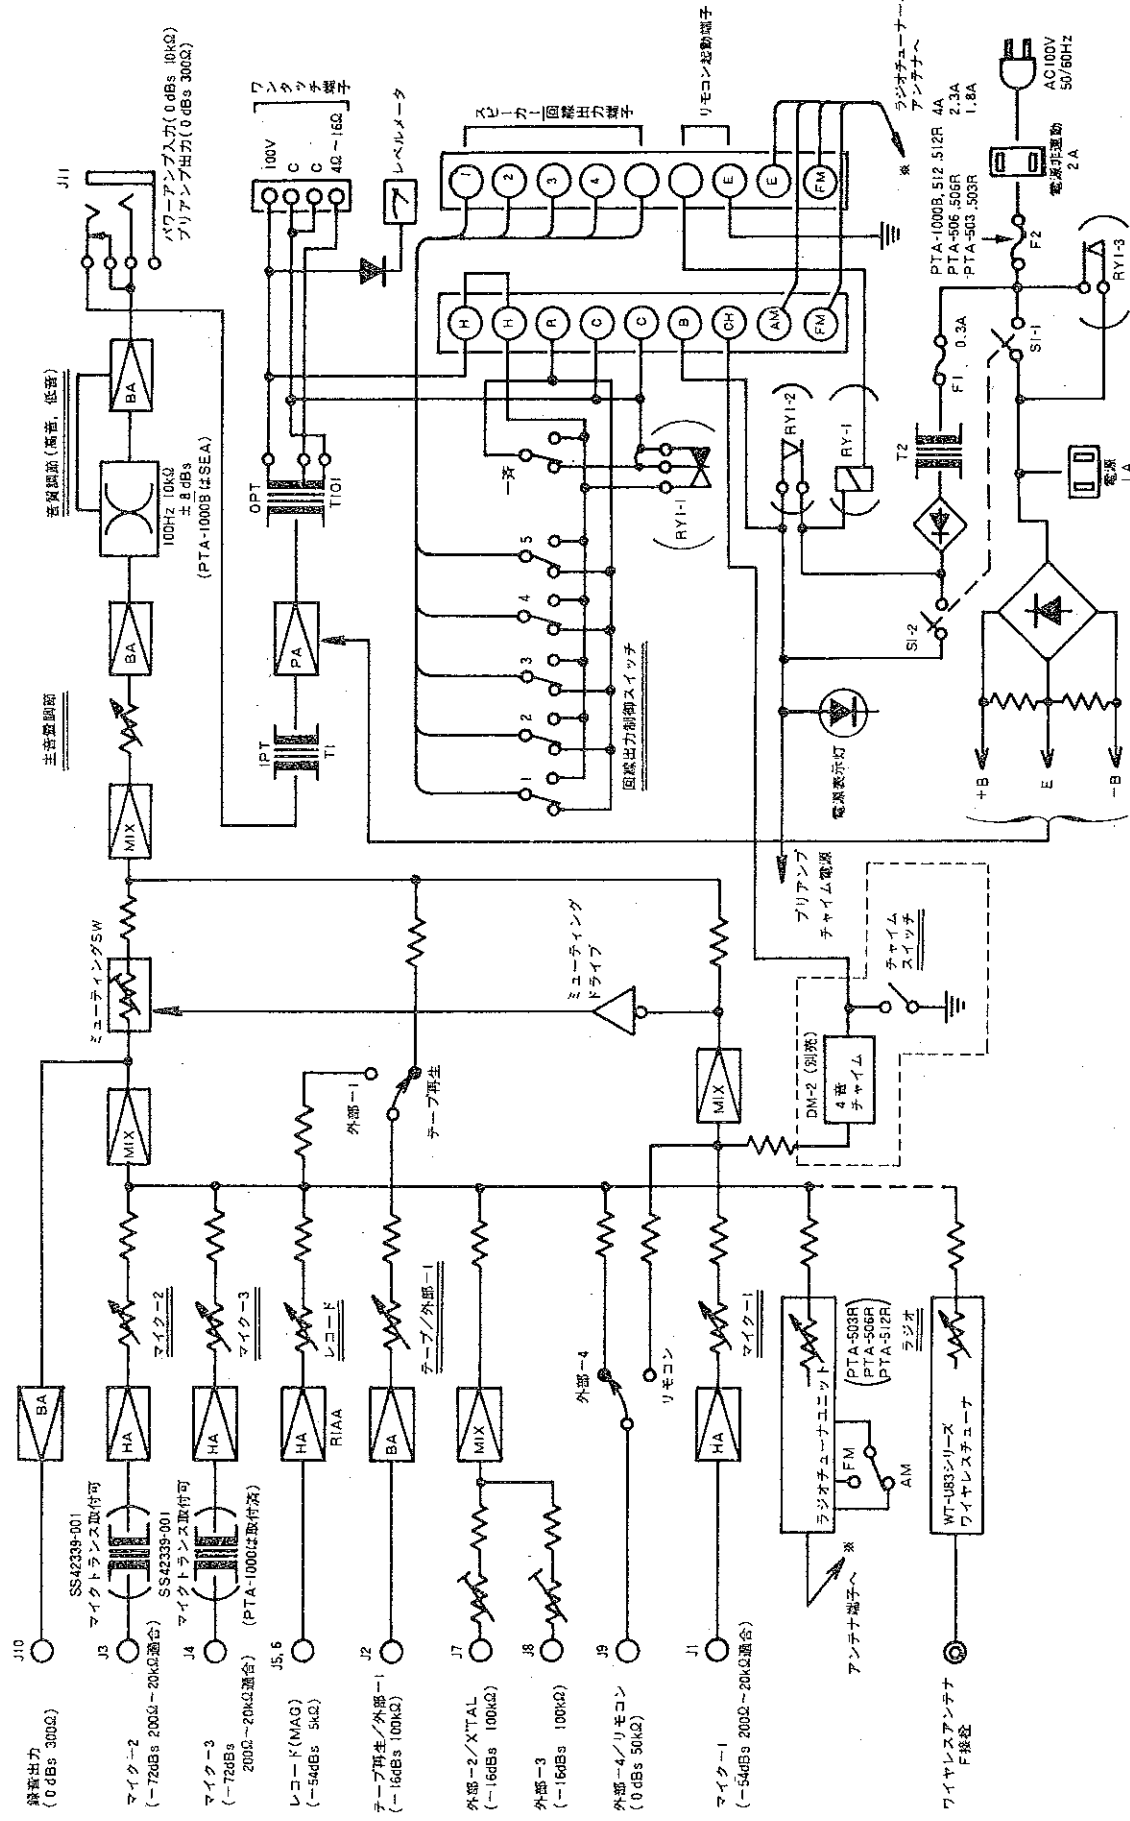 録音出力
(0dBs 300Ω)
J10
BA
マイク-2
(-72dBs 200Ω~20kΩ適合)
J3
SS42339-001
マイクトランス取付可
HA
マイク-2
マイク-3
(-72dBs
200Ω~20kΩ適合)
J4
SS42339-001
マイクトランス取付可
(PTA-1000は取付済)
HA
マイク-3
レコード(MAG)
(-54dBs 5kΩ)
J5,6
HA
RIAA
レコード
テープ再生/外部-1
(-16dBs 100kΩ)
J2
BA
テープ/外部-1
外部-1
テープ再生
外部-2/X'TAL
(-16dBs 100kΩ)
J7
MIX
外部-3
(-16dBs 100kΩ)
J8
外部-4/リモコン
(0dBs 50kΩ)
J9
外部-4
リモコン
マイク-1
(-54dBs 200Ω~20kΩ適合)
J1
HA
マイク-1
アンテナ端子へ
※
ラジオチューナユニット
(PTA-503R)
(PTA-506R)
(PTA-512R)
ラジオ
FM
AM
ワイヤレスアンテナ
F接栓
WT-U83シリーズ
ワイヤレスチューナ
MIX
ミューティングSW
MIX
主音量調節
BA
音質調節(高音,低音)
100Hz 10kΩ
±8dBs
(PTA-1000BはSEA)
BA
J11
パワーアンプ入力(0dBs 10kΩ)
プリアンプ出力(0dBs 300Ω)
MIX
ミューティング
ドライブ
DM-2(別売)
4音
チャイム
チャイム
スイッチ
IPT
T1
PA
OPT
T101
ワンタッチ端子
100V
C
C
4Ω~16Ω
レベルメータ
1
2
3
4
5
一斉
回線出力制御スイッチ
(RY1-1)
H
H
R
C
C
B
CH
AM
FM
1
2
3
4
E
E
FM
スピーカー回線出力端子
リモコン起動端子
ラジオチューナー
アンテナへ
※
プリアンプ
チャイム電源
電源表示灯
(RY1-2)
(RY-1)
S1-2
T2
F1 0.3A
S1-1
(RY1-3)
F2
PTA-1000B,512,512R 4A
PTA-506,506R 2.3A
PTA-503,503R 1.8A
電源非連動
2A
AC100V
50/60Hz
電源
1A
+B
E
-B